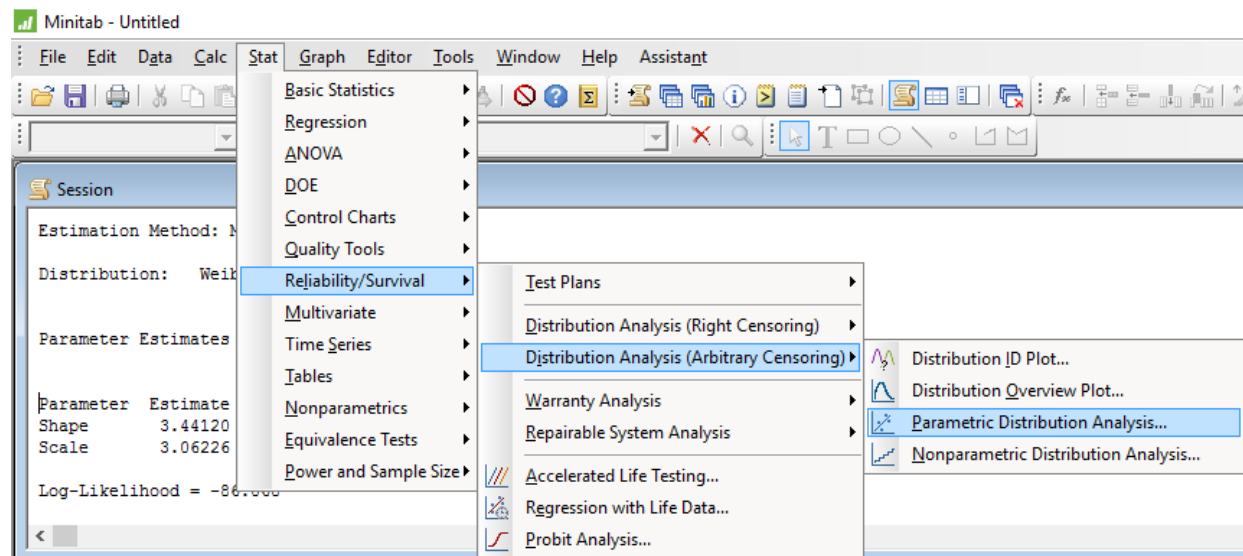 Minitab - Untitled
File Edit Data Calc Stat Graph Editor Tools Window Help Assistant
Session
Estimation Method:
Distribution:
Parameter Estimates
Parameter Estimate
Shape 3.44120
Scale 3.06226
Log-Likelihood =
Basic Statistics
Regression
ANOVA
DOE
Control Charts
Quality Tools
Reliability/Survival
Multivariate
Time Series
Tables
Nonparametrics
Equivalence Tests
Power and Sample Size
Test Plans
Distribution Analysis (Right Censoring)
Distribution Analysis (Arbitrary Censoring)
Warranty Analysis
Repairable System Analysis
Accelerated Life Testing...
Regression with Life Data...
Probit Analysis...
Distribution ID Plot...
Distribution Overview Plot...
Parametric Distribution Analysis...
Nonparametric Distribution Analysis...